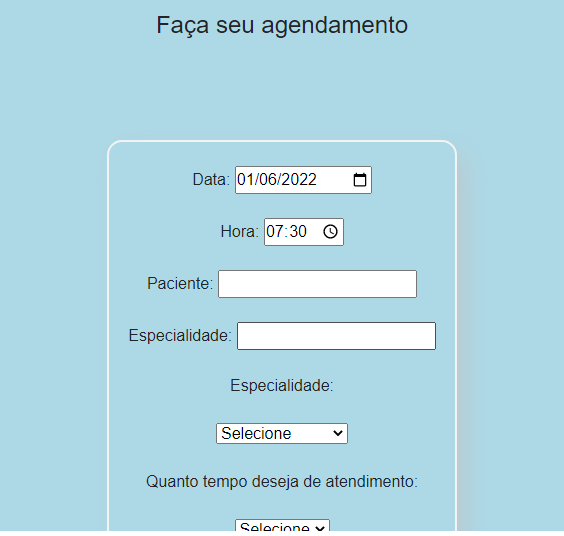 Faça seu agendamento
Data: 01/06/2022
Hora: 07:30
Paciente:
Especialidade:
Especialidade:
Selecione
Quanto tempo deseja de atendimento:
Selecione